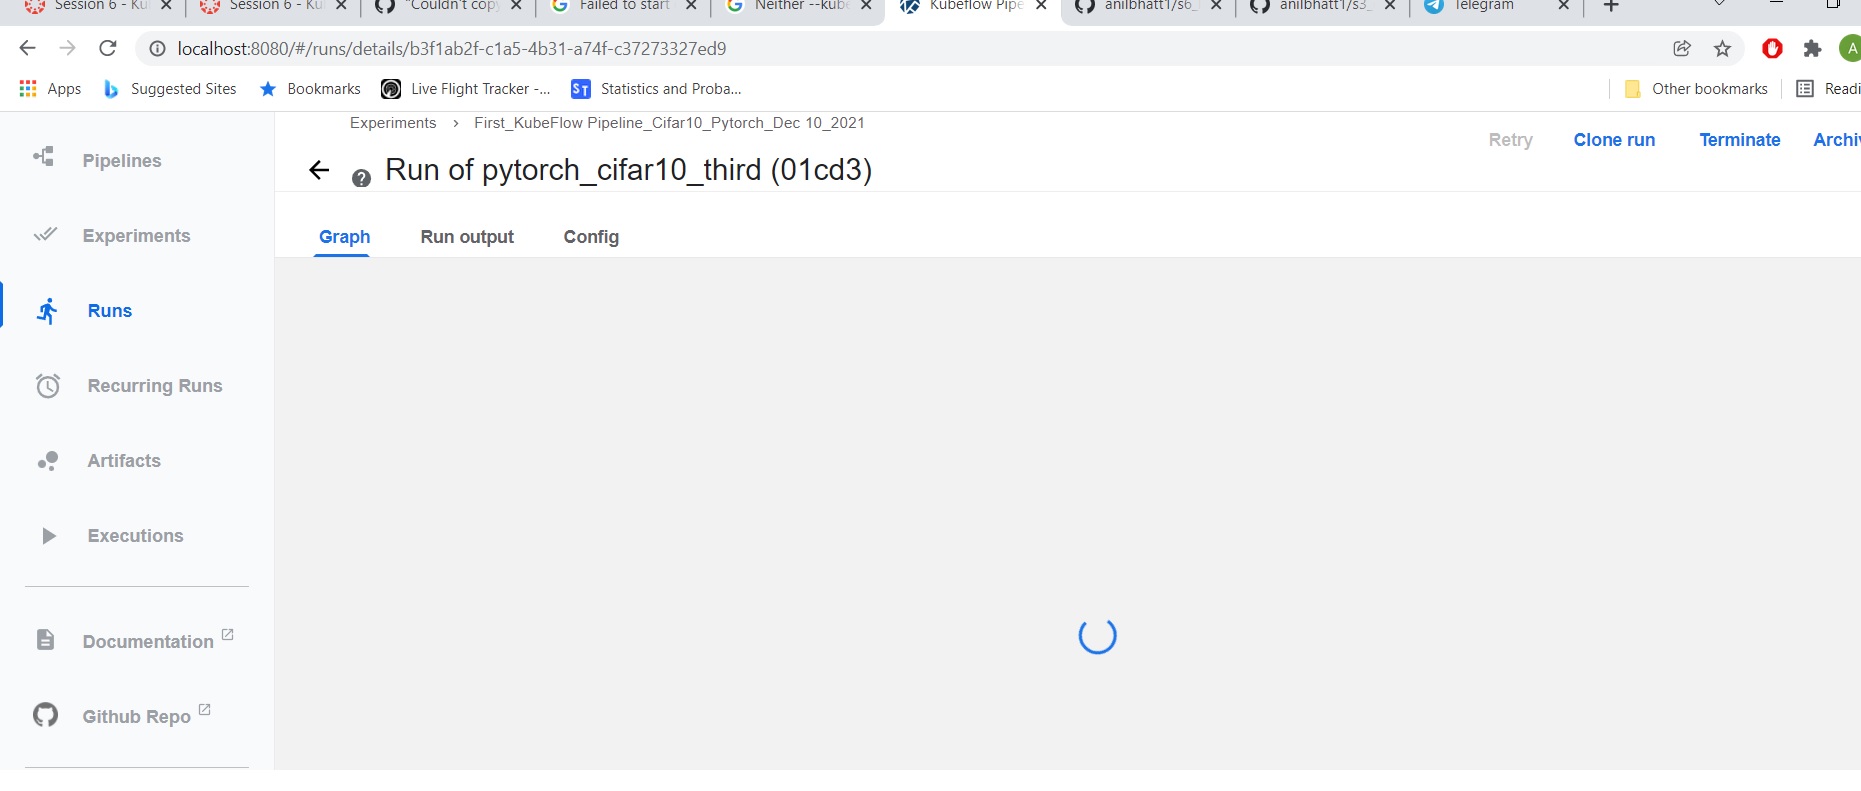 Session 6 - Ku
Session 6 - Ku
"Couldn't copy
Failed to start
Neither --kube
Kubeflow Pipe
anilbhatt1/s6_
anilbhatt1/s3_
Telegram
localhost:8080/#/runs/details/b3f1ab2f-c1a5-4b31-a74f-c37273327ed9
A
Apps
Suggested Sites
Bookmarks
Live Flight Tracker -...
ST Statistics and Proba...
Other bookmarks
Readi
Experiments > First_KubeFlow Pipeline_Cifar10_Pytorch_Dec 10_2021
Run of pytorch_cifar10_third (01cd3)
Retry
Clone run
Terminate
Archiv
Graph
Run output
Config
Pipelines
Experiments
Runs
Recurring Runs
Artifacts
Executions
Documentation
Github Repo